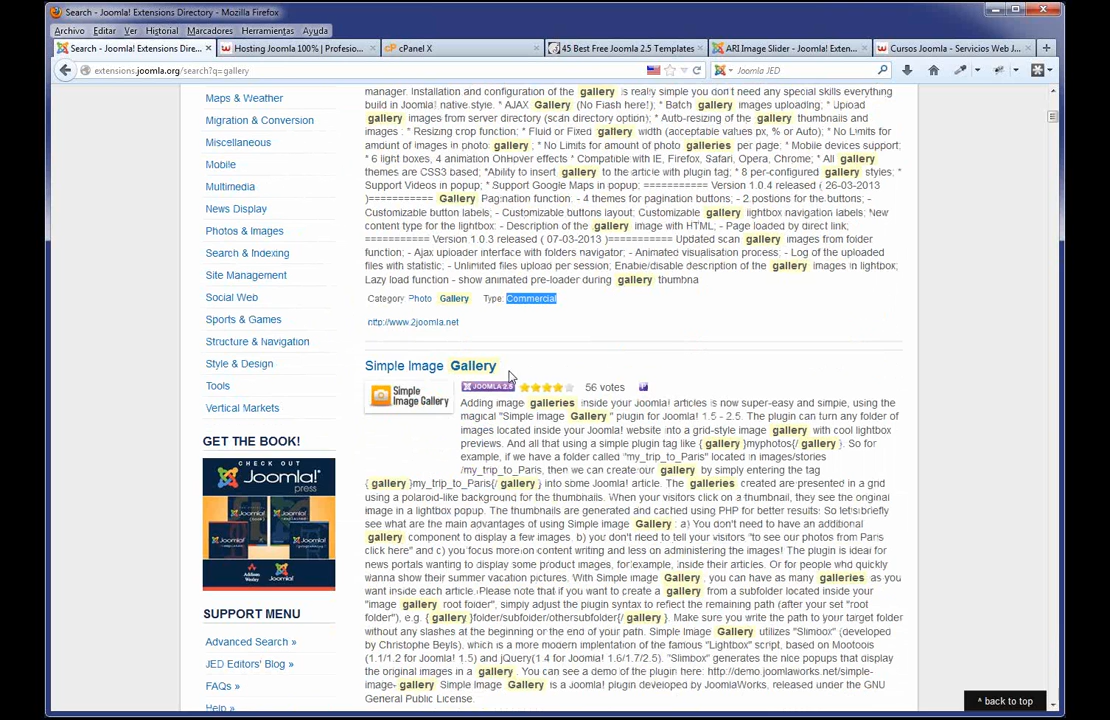 Search - Joomla! Extensions Directory - Mozilla Firefox
Archivo Editar Ver Historial Marcadores Herramientas Ayuda
Search - Joomla! Extensions Dire... × Hosting Joomla 100% | Profesio... × cPanel X × 45 Best Free Joomla 2.5 Templates × ARI Image Slider - Joomla! Exten... × Cursos Joomla - Servicios Web J... × +
extensions.joomla.org/search?q=gallery
Joomla JED
Maps & Weather
Migration & Conversion
Miscellaneous
Mobile
Multimedia
News Display
Photos & Images
Search & Indexing
Site Management
Social Web
Sports & Games
Structure & Navigation
Style & Design
Tools
Vertical Markets
GET THE BOOK!
CHECK OUT
Joomla!
press
Addison
Wesley
SUPPORT MENU
Advanced Search »
JED Editors' Blog »
FAQs »
Help »
manager. Installation and configuration of the gallery is really simple you don't need any special skills everything
build in Joomla! native style. * AJAX Gallery (No Flash here!); * Batch gallery images uploading; * Upload
gallery images from server directory (scan directory option); * Auto-resizing of the gallery thumbnails and
images : * Resizing crop function; * Fluid or Fixed gallery width (acceptable values px, % or Auto); * No Limits for
amount of images in photo gallery ; * No Limits for amount of photo galleries per page; * Mobile devices support;
* 6 light boxes, 4 animation OnHover effects * Compatible with IE, Firefox, Safari, Opera, Chrome; * All gallery
themes are CSS3 based; *Ability to insert gallery to the article with plugin tag; * 8 per-configured gallery styles; *
Support Videos in popup; * Support Google Maps in popup; =========== Version 1.0.4 released ( 26-03-2013
)=========== Gallery Pagination function. - 4 themes for pagination buttons; - 2 postions for the buttons; -
Customizable button labels; - Customizable buttons layout; Customizable gallery lightbox navigation labels; New
content type for the lightbox: - Description of the gallery image with HTML; - Page loaded by direct link;
=========== Version 1.0.3 released ( 07-03-2013 )=========== Updated scan gallery images from folder
function; - Ajax uploader interface with folders navigation; - Animated visualisation process; - Log of the uploaded
files with statistic; - Unlimited files upload per session; Enable/disable description of the gallery images in lightbox;
Lazy load function - show animated pre-loader during gallery thumbna
Category: Photo Gallery Type: Commercial
http://www.2joomla.net
Simple Image Gallery
Simple
Image Gallery
JOOMLA 2.5 56 votes
Adding image galleries inside your Joomla! articles is now super-easy and simple, using the
magical "Simple Image Gallery " plugin for Joomla! 1.5 - 2.5. The plugin can turn any folder of
images located inside your Joomla! website into a grid-style image gallery with cool lightbox
previews. And all that using a simple plugin tag like { gallery }myphotos{/ gallery }. So for
example, if we have a folder called "my_trip_to_Paris" located in images/stories
/my_trip_to_Paris, then we can create our gallery by simply entering the tag
{ gallery }my_trip_to_Paris{/ gallery } into some Joomla! article. The galleries created are presented in a grid
using a polaroid-like background for the thumbnails. When your visitors click on a thumbnail, they see the original
image in a lightbox popup. The thumbnails are generated and cached using PHP for better results! So let's briefly
see what are the main advantages of using Simple Image Gallery : a) You don't need to have an additional
gallery component to display a few images. b) you don't need to tell your visitors "to see our photos from Paris
click here" and c) you focus more on content writing and less on administering the images! The plugin is ideal for
news portals wanting to display some product images, for example, inside their articles. Or for people who quickly
wanna show their summer vacation pictures. With Simple Image Gallery , you can have as many galleries as you
want inside each article. Please note that if you want to create a gallery from a subfolder located inside your
"image gallery root folder", simply adjust the plugin syntax to reflect the remaining path (after your set "root
folder"), e.g. { gallery }folder/subfolder/othersubfolder{/ gallery }. Make sure you write the path to your target folder
without any slashes at the beginning or the end of your path. Simple Image Gallery utilizes "Slimbox" (developed
by Christophe Beyls), which is a more modern implentation of the famous "Lightbox" script, based on Mootools
(1.1/1.2 for Joomla! 1.5) and jQuery(1.4 for Joomla! 1.6/1.7/2.5). "Slimbox" generates the nice popups that display
the original images in a gallery . You can see a demo of the plugin here: http://demo.joomlaworks.net/simple-
image- gallery Simple Image Gallery is a Joomla! plugin developed by JoomlaWorks, released under the GNU
General Public License.
^ back to top